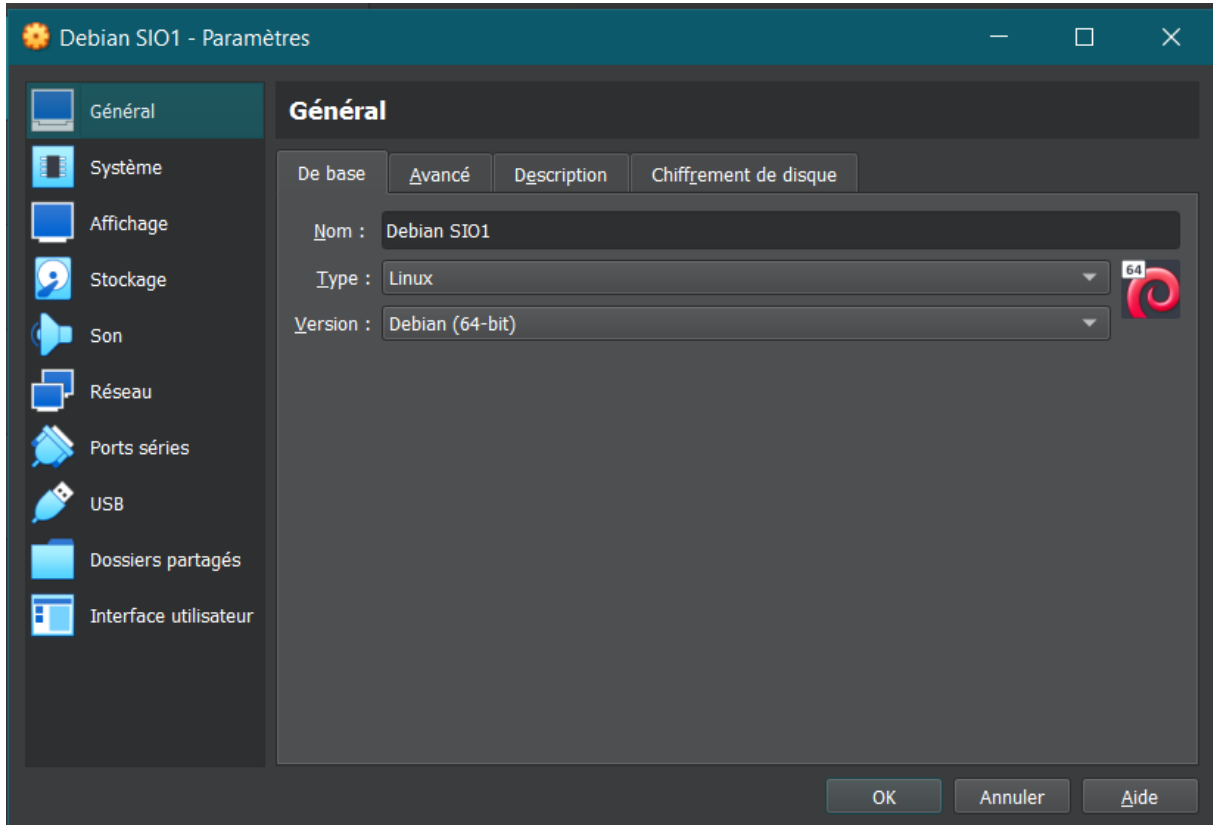 Debian SIO1 - Paramètres
Général
Système
Affichage
Stockage
Son
Réseau
Ports séries
USB
Dossiers partagés
Interface utilisateur
Général
De base Avancé Description Chiffrement de disque
Nom : Debian SIO1
Type : Linux
64
Version : Debian (64-bit)
OK Annuler Aide